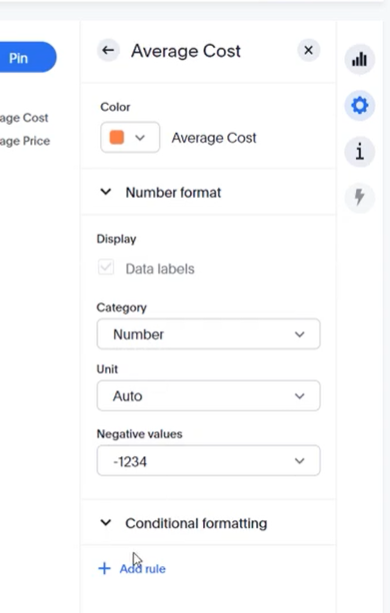 Pin
Average Cost
Color
age Cost
Average Cost
age Price
Number format
Display
Data labels
Category
Number
Unit
Auto
Negative values
-1234
Conditional formatting
+ Add rule